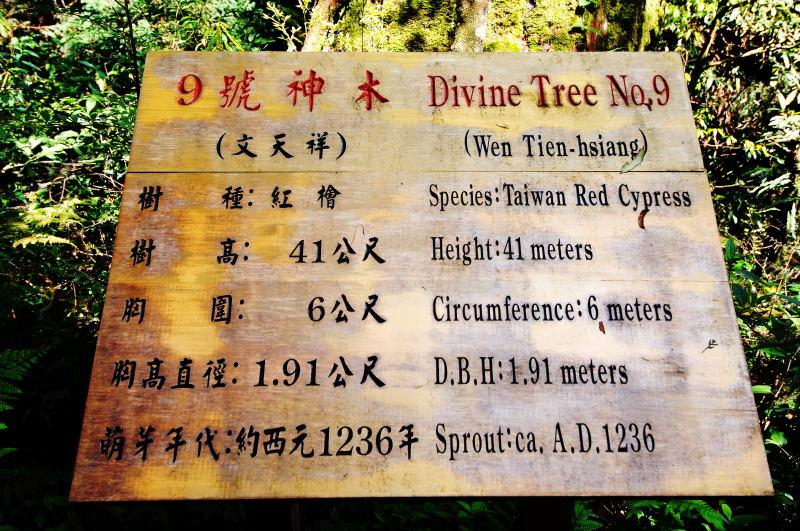 9號神木 Divine Tree No.9
(文天祥) (Wen Tien-hsiang)
樹種:紅檜 Species:Taiwan Red Cypress
樹高:41公尺 Height:41 meters
胸圍:6公尺 Circumference:6 meters
胸高直徑:1.91公尺 D.B.H:1.91 meters
萌芽年代:約西元1236年 Sprout:ca. A.D.1236